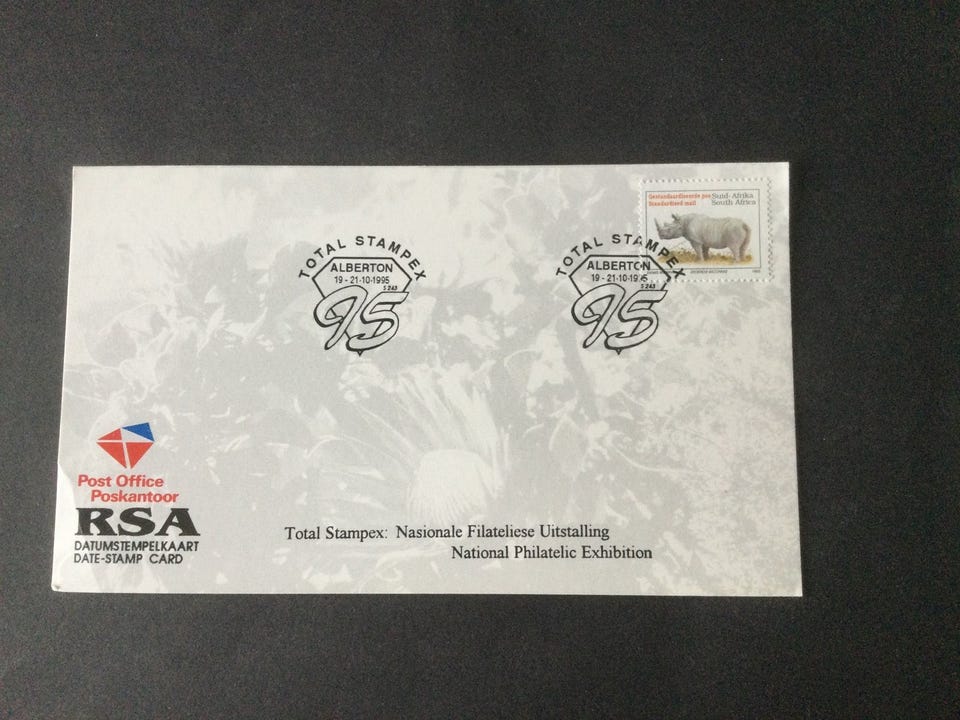 Gestandaardiseerde pos Suid-Afrika
Standardised mail South Africa
TOTAL STAMPEX
ALBERTON
19 - 21-10-1995
S 243
95
TOTAL STAMPEX
ALBERTON
19 - 21-10-1995
S 243
95
Post Office
Poskantoor
RSA
DATUMSTEMPELKAART
DATE-STAMP CARD
Total Stampex: Nasionale Filateliese Uitstalling
National Philatelic Exhibition